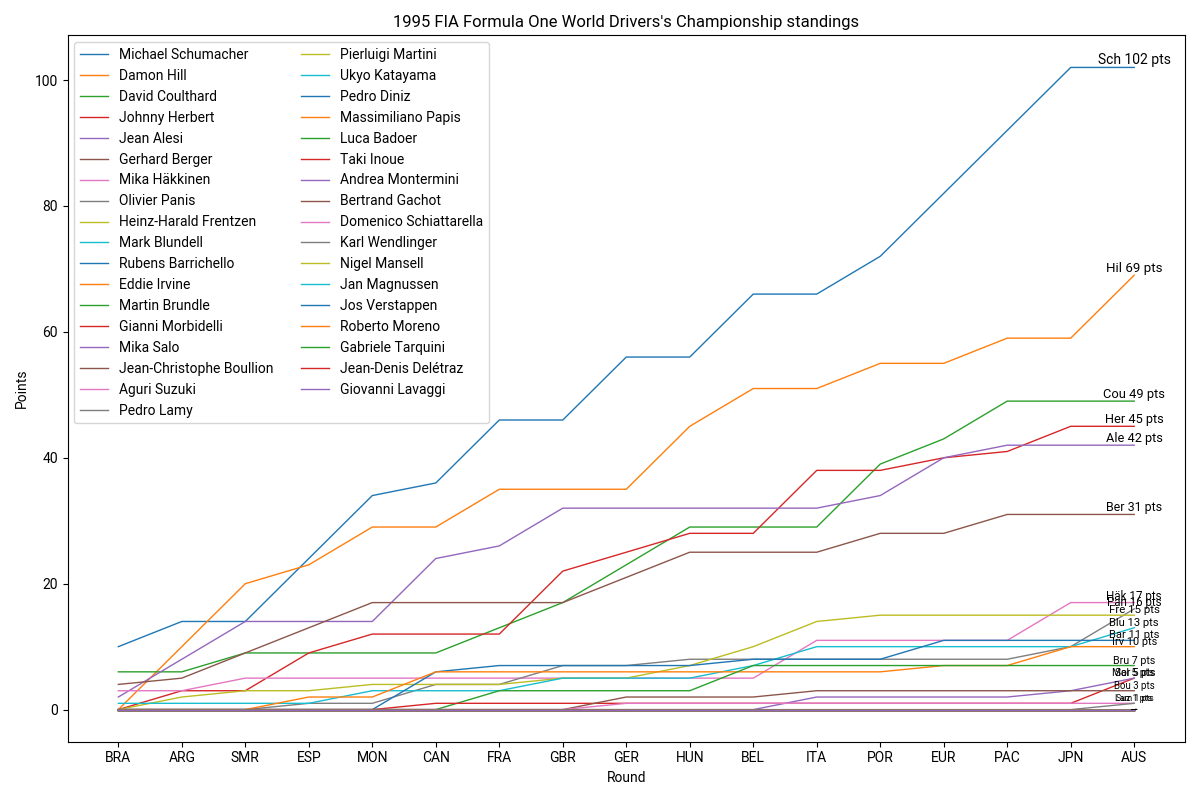 1995 FIA Formula One World Drivers's Championship standings
Michael Schumacher
Damon Hill
David Coulthard
Johnny Herbert
Jean Alesi
Gerhard Berger
Mika Häkkinen
Olivier Panis
Heinz-Harald Frentzen
Mark Blundell
Rubens Barrichello
Eddie Irvine
Martin Brundle
Gianni Morbidelli
Mika Salo
Jean-Christophe Boullion
Aguri Suzuki
Pedro Lamy
Pierluigi Martini
Ukyo Katayama
Pedro Diniz
Massimiliano Papis
Luca Badoer
Taki Inoue
Andrea Montermini
Bertrand Gachot
Domenico Schiattarella
Karl Wendlinger
Nigel Mansell
Jan Magnussen
Jos Verstappen
Roberto Moreno
Gabriele Tarquini
Jean-Denis Delétraz
Giovanni Lavaggi
Points
100
80
60
40
20
0
Sch 102 pts
Hil 69 pts
Cou 49 pts
Her 45 pts
Ale 42 pts
Ber 31 pts
Häk 17 pts
Pan 16 pts
Fre 15 pts
Blu 13 pts
Bar 11 pts
Irv 10 pts
Bru 7 pts
5 pts
Bou 3 pts
1 pts
BRA ARG SMR ESP MON CAN FRA GBR GER HUN BEL ITA POR EUR PAC JPN AUS
Round